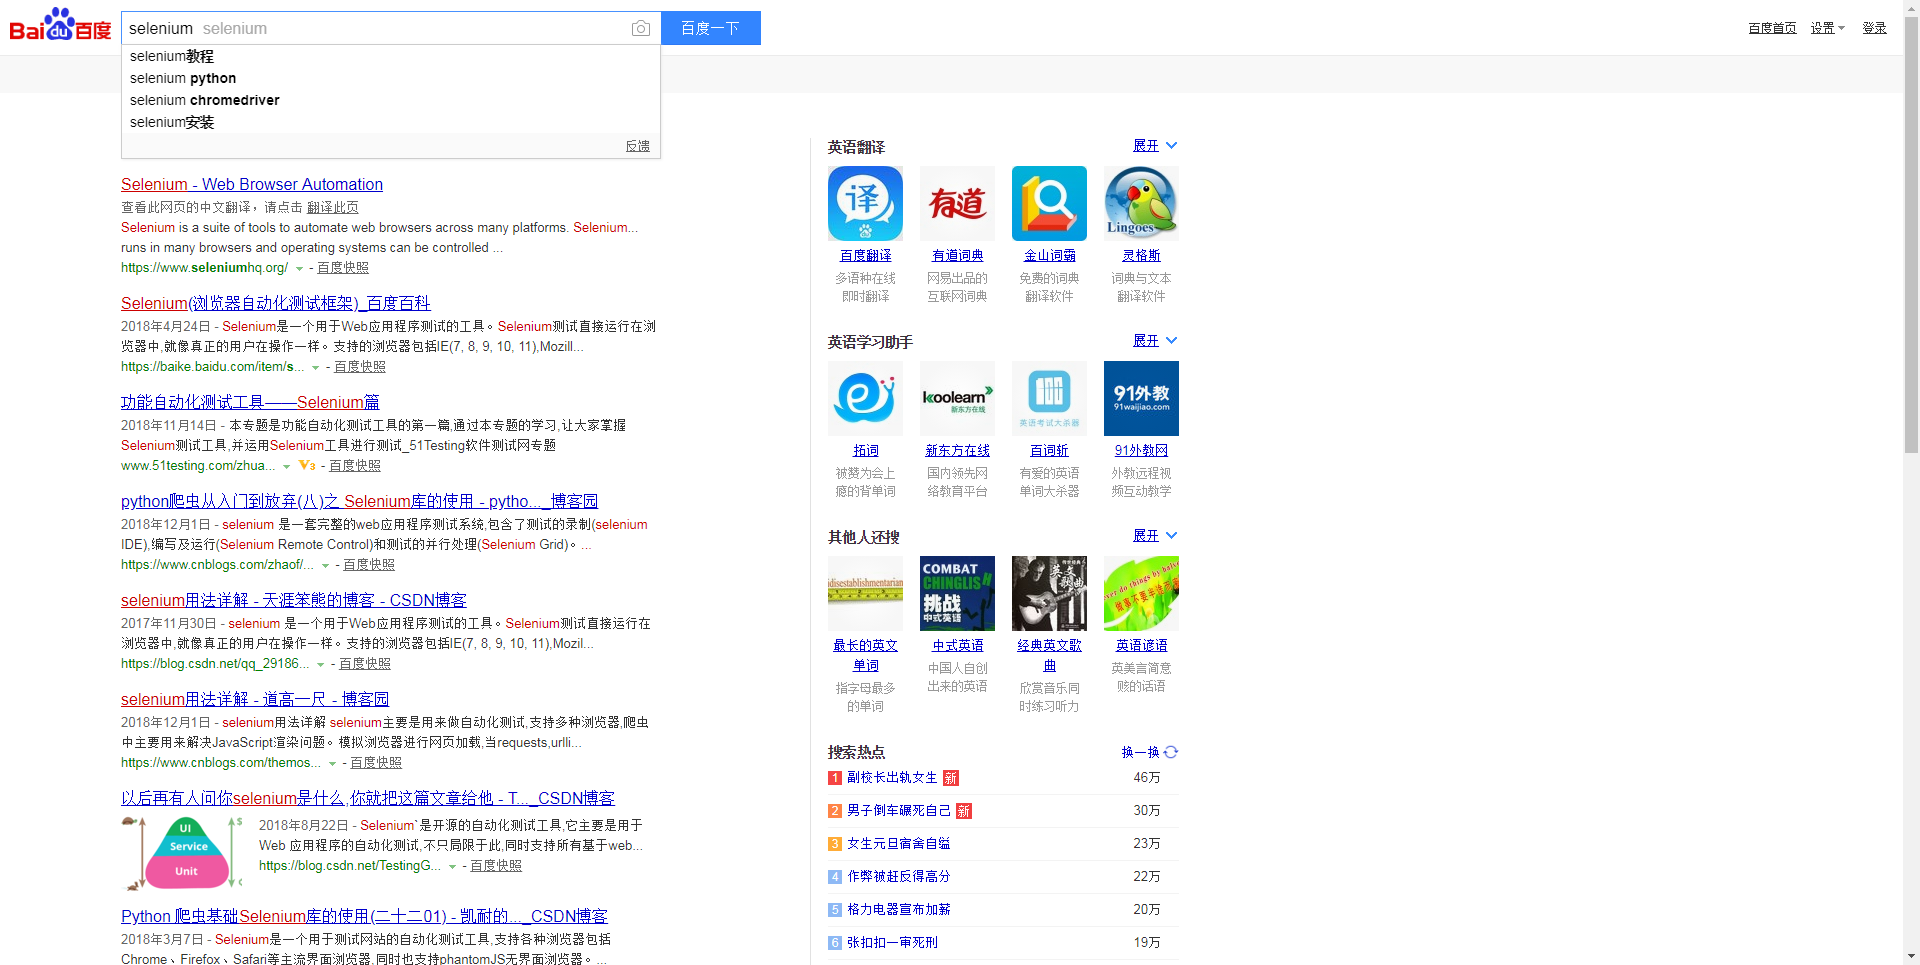 Bai du 百度
selenium selenium
百度一下
百度首页 设置 登录
selenium教程
selenium python
selenium chromedriver
selenium安装
反馈
Selenium - Web Browser Automation
查看此网页的中文翻译，请点击 翻译此页
Selenium is a suite of tools to automate web browsers across many platforms. Selenium...
runs in many browsers and operating systems can be controlled ...
https://www.seleniumhq.org/ - 百度快照
Selenium(浏览器自动化测试框架)_百度百科
2018年4月24日 - Selenium是一个用于Web应用程序测试的工具。Selenium测试直接运行在浏
览器中,就像真正的用户在操作一样。支持的浏览器包括IE(7, 8, 9, 10, 11),Mozill...
https://baike.baidu.com/item/s... - 百度快照
功能自动化测试工具——Selenium篇
2018年11月14日 - 本专题是功能自动化测试工具的第一篇,通过本专题的学习,让大家掌握
Selenium测试工具,并运用Selenium工具进行测试_51Testing软件测试网专题
www.51testing.com/zhua... V3 - 百度快照
python爬虫从入门到放弃(八)之 Selenium库的使用 - pytho..._博客园
2018年12月1日 - selenium 是一套完整的web应用程序测试系统,包含了测试的录制(selenium
IDE),编写及运行(Selenium Remote Control)和测试的并行处理(Selenium Grid)。...
https://www.cnblogs.com/zhaof/... - 百度快照
selenium用法详解 - 天涯笨熊的博客 - CSDN博客
2017年11月30日 - selenium 是一个用于Web应用程序测试的工具。Selenium测试直接运行在
浏览器中,就像真正的用户在操作一样。支持的浏览器包括IE(7, 8, 9, 10, 11),Mozil...
https://blog.csdn.net/qq_29186... - 百度快照
selenium用法详解 - 道高一尺 - 博客园
2018年12月1日 - selenium用法详解 selenium主要是用来做自动化测试,支持多种浏览器,爬虫
中主要用来解决JavaScript渲染问题。模拟浏览器进行网页加载,当requests,urlli...
https://www.cnblogs.com/themos... - 百度快照
以后再有人问你selenium是什么,你就把这篇文章给他 - T..._CSDN博客
UI
Service
Unit
2018年8月22日 - Selenium`是开源的自动化测试工具,它主要是用于
Web 应用程序的自动化测试,不只局限于此,同时支持所有基于web...
https://blog.csdn.net/TestingG... - 百度快照
Python 爬虫基础Selenium库的使用(二十二01) - 凯耐的..._CSDN博客
2018年3月7日 - Selenium是一个用于测试网站的自动化测试工具,支持各种浏览器包括
Chrome、Firefox、Safari等主流界面浏览器,同时也支持phantomJS无界面浏览器。...
英语翻译 展开
译 有道 Lingoes
百度翻译 有道词典 金山词霸 灵格斯
多语种在线 网易出品的 免费的词典 词典与文本
即时翻译 互联网词典 翻译软件 翻译软件
英语学习助手 展开
koolearn 新东方在线
英语考试大杀器
91外教
91waijiao.com
拓词 新东方在线 百词斩 91外教网
被赞为会上 国内领先网 有爱的英语 外教远程视
瘾的背单词 络教育平台 单词大杀器 频互动教学
其他人还搜 展开
idisestablishmentarian
COMBAT
CHINGLISH
挑战
中式英语
英文歌曲
ver do things by halve
做事不要半途而
最长的英文 中式英语 经典英文歌 英语谚语
单词 中国人自创 曲 英美言简意
指字母最多 出来的英语 欣赏音乐同 赅的话语
的单词 时练习听力
搜索热点 换一换
1 副校长出轨女生 新 46万
2 男子倒车碾死自己 新 30万
3 女生元旦宿舍自缢 23万
4 作弊被赶反得高分 22万
5 格力电器宣布加薪 20万
6 张扣扣一审死刑 19万